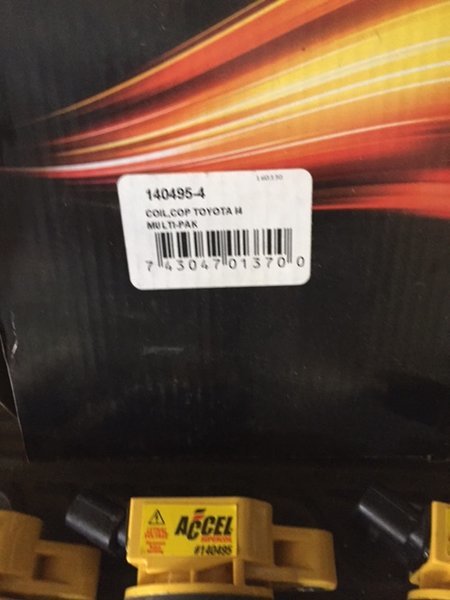 140495-4
COIL,COP TOYOTA I4
MULTI-PAK
7 43047 01370 0
ACCEL
#140495